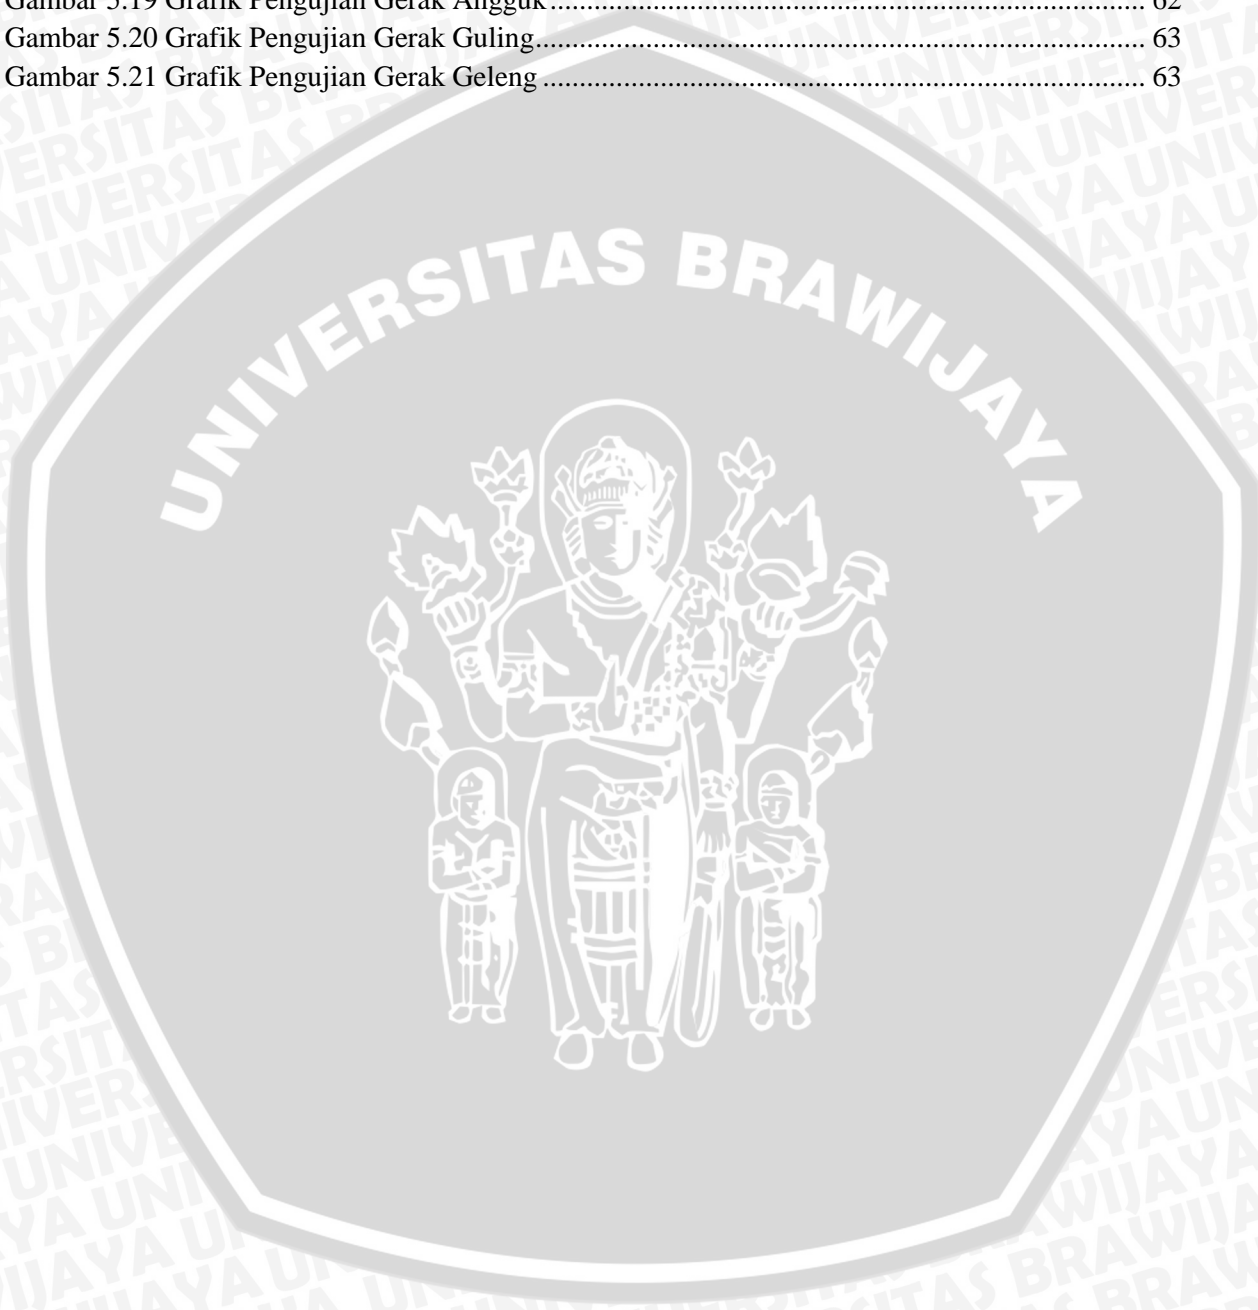 Gambar 5.19 Grafik Pengujian Gerak Angguk.......................................................................... 62
Gambar 5.20 Grafik Pengujian Gerak Guling........................................................................... 63
Gambar 5.21 Grafik Pengujian Gerak Geleng .......................................................................... 63
UNIVERSITAS BRAWIJAYA